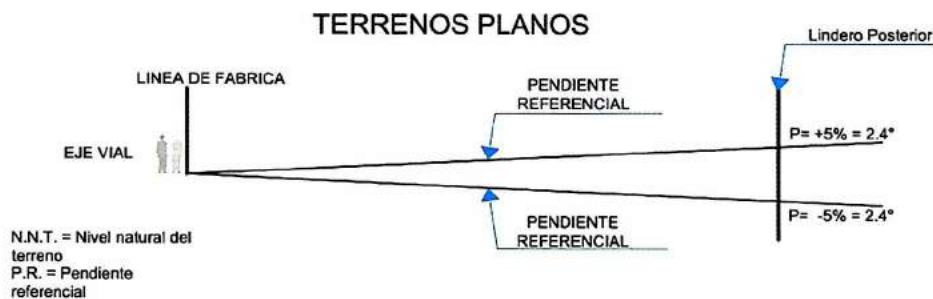 TERRENOS PLANOS
Lindero Posterior
LINEA DE FABRICA
PENDIENTE
REFERENCIAL
EJE VIAL
P= +5% = 2.4°
P= -5% = 2.4°
PENDIENTE
REFERENCIAL
N.N.T. = Nivel natural del
terreno
P.R. = Pendiente
referencial